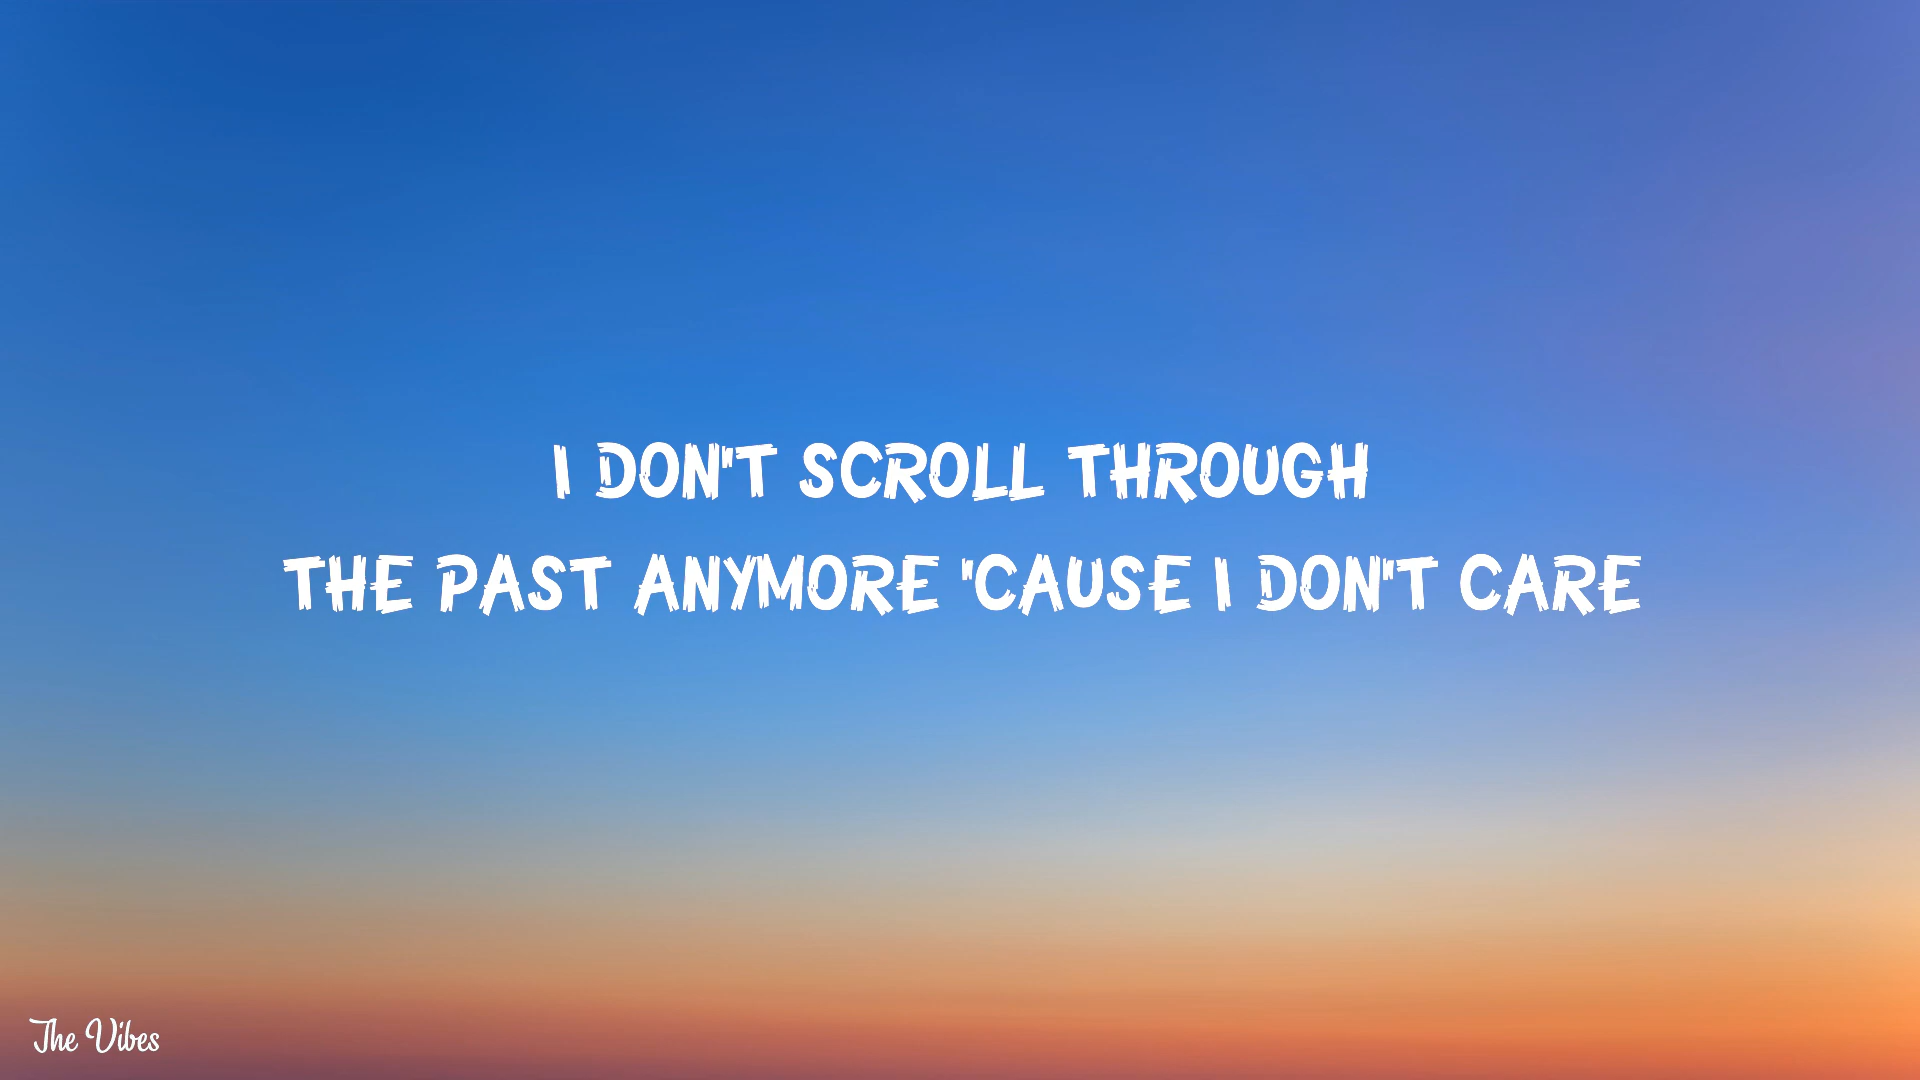 I DON'T SCROLL THROUGH
THE PAST ANYMORE 'CAUSE I DON'T CARE
The Vibes